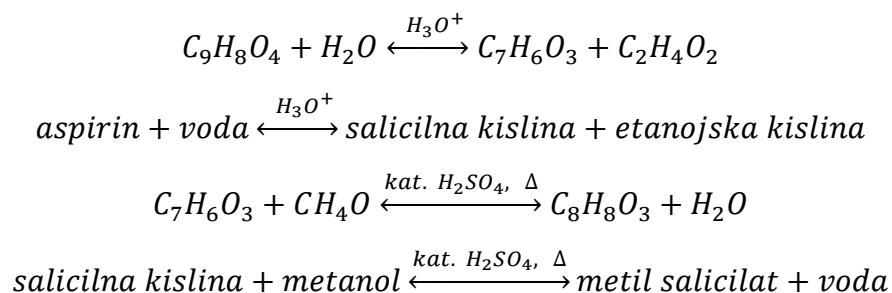 C₉H₈O₄ + H₂O ⟷ H₃O⁺ C₇H₆O₃ + C₂H₄O₂
aspirin + voda ⟷ H₃O⁺ salicilna kislina + etanojska kislina
C₇H₆O₃ + CH₄O ⟷ kat. H₂SO₄, Δ C₈H₈O₃ + H₂O
salicilna kislina + metanol ⟷ kat. H₂SO₄, Δ metil salicilat + voda